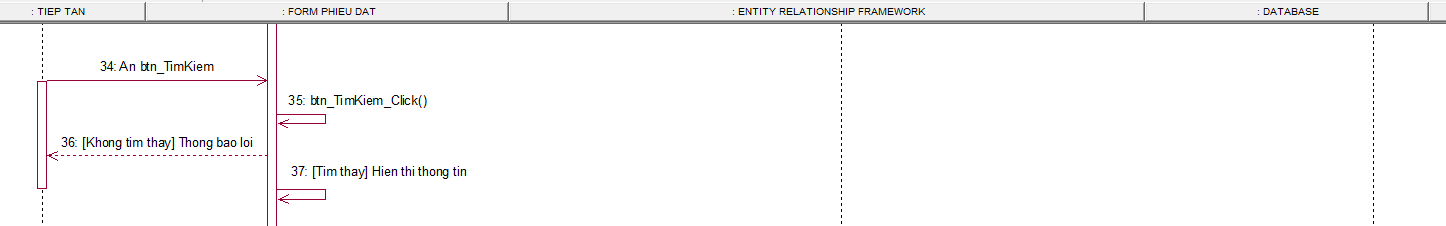 : TIEP TAN
: FORM PHIEU DAT
: ENTITY RELATIONSHIP FRAMEWORK
: DATABASE
34: An btn_TimKiem
35: btn_TimKiem_Click()
36: [Khong tim thay] Thong bao loi
37: [Tim thay] Hien thi thong tin